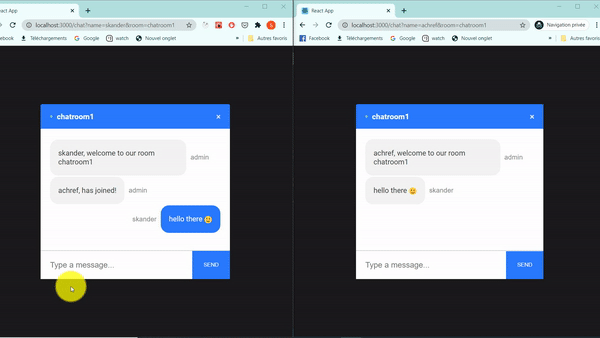 React App
localhost:3000/chat?name=skander&room=chatroom1
Facebook
Téléchargements
Google
watch
Nouvel onglet
Autres favoris
chatroom1
skander, welcome to our room
chatroom1
admin
achref, has joined!
admin
skander
hello there 🙂
Type a message...
SEND
React App
localhost:3000/chat?name=achref&room=chatroom1
Navigation privée
Facebook
Téléchargements
Google
watch
Nouvel onglet
Autres favoris
chatroom1
achref, welcome to our room
chatroom1
admin
hello there 🙂
skander
Type a message...
SEND